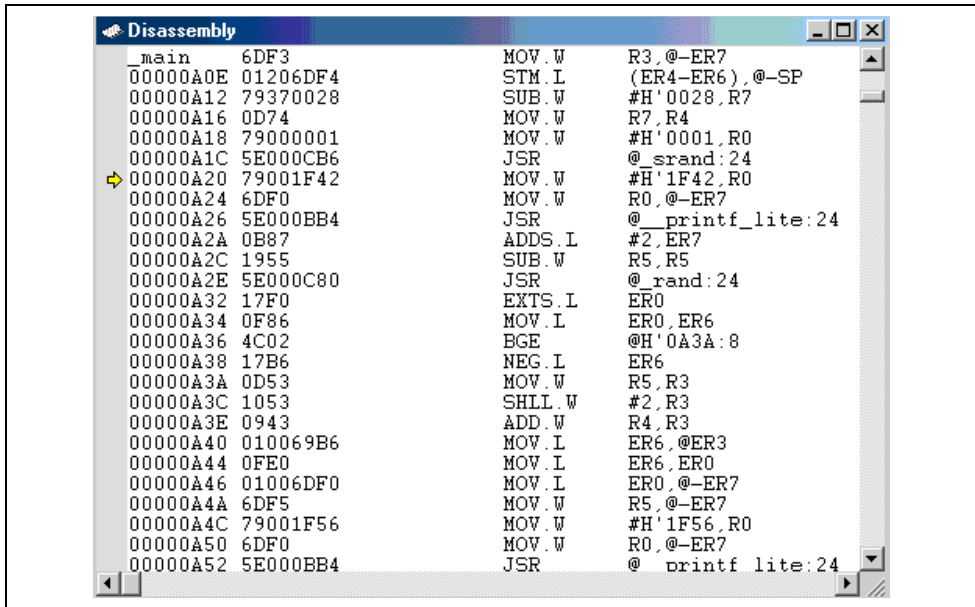 Disassembly
_main 6DF3 MOV.W R3,@-ER7
00000A0E 01206DF4 STM.L (ER4-ER6),@-SP
00000A12 79370028 SUB.W #H'0028,R7
00000A16 0D74 MOV.W R7,R4
00000A18 79000001 MOV.W #H'0001,R0
00000A1C 5E000CB6 JSR @_srand:24
00000A20 79001F42 MOV.W #H'1F42,R0
00000A24 6DF0 MOV.W R0,@-ER7
00000A26 5E000BB4 JSR @__printf_lite:24
00000A2A 0B87 ADDS.L #2,ER7
00000A2C 1955 SUB.W R5,R5
00000A2E 5E000C80 JSR @_rand:24
00000A32 17F0 EXTS.L ER0
00000A34 0F86 MOV.L ER0,ER6
00000A36 4C02 BGE @H'0A3A:8
00000A38 17B6 NEG.L ER6
00000A3A 0D53 MOV.W R5,R3
00000A3C 1053 SHLL.W #2,R3
00000A3E 0943 ADD.W R4,R3
00000A40 010069B6 MOV.L ER6,@ER3
00000A44 0FE0 MOV.L ER6,ER0
00000A46 01006DF0 MOV.L ER0,@-ER7
00000A4A 6DF5 MOV.W R5,@-ER7
00000A4C 79001F56 MOV.W #H'1F56,R0
00000A50 6DF0 MOV.W R0,@-ER7
00000A52 5E000BB4 JSR @__printf_lite:24